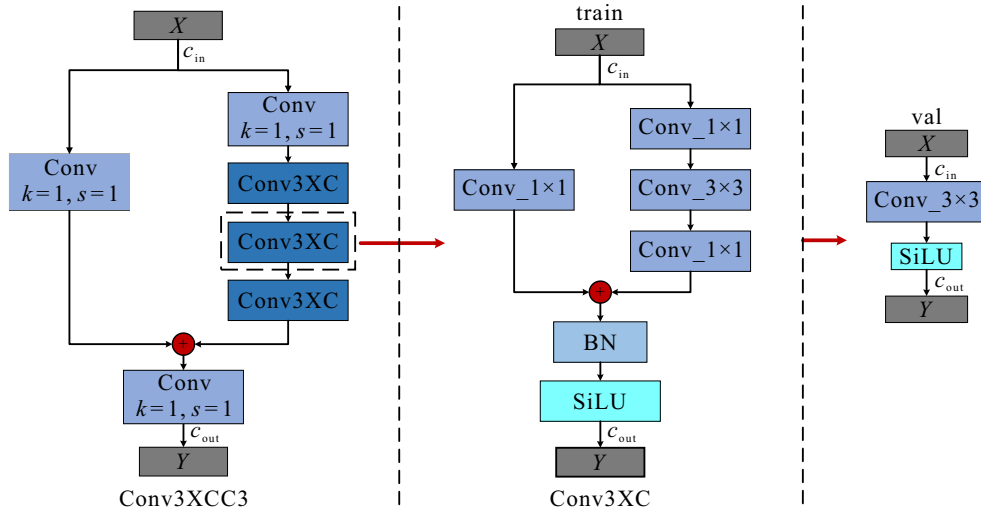 X
c_in
Conv
k=1, s=1
Conv
k=1, s=1
Conv3XC
Conv3XC
Conv3XC
+
Conv
k=1, s=1
c_out
Y
Conv3XCC3
train
X
c_in
Conv_1×1
Conv_1×1
Conv_3×3
Conv_1×1
+
BN
SiLU
c_out
Y
Conv3XC
val
X
c_in
Conv_3×3
SiLU
c_out
Y